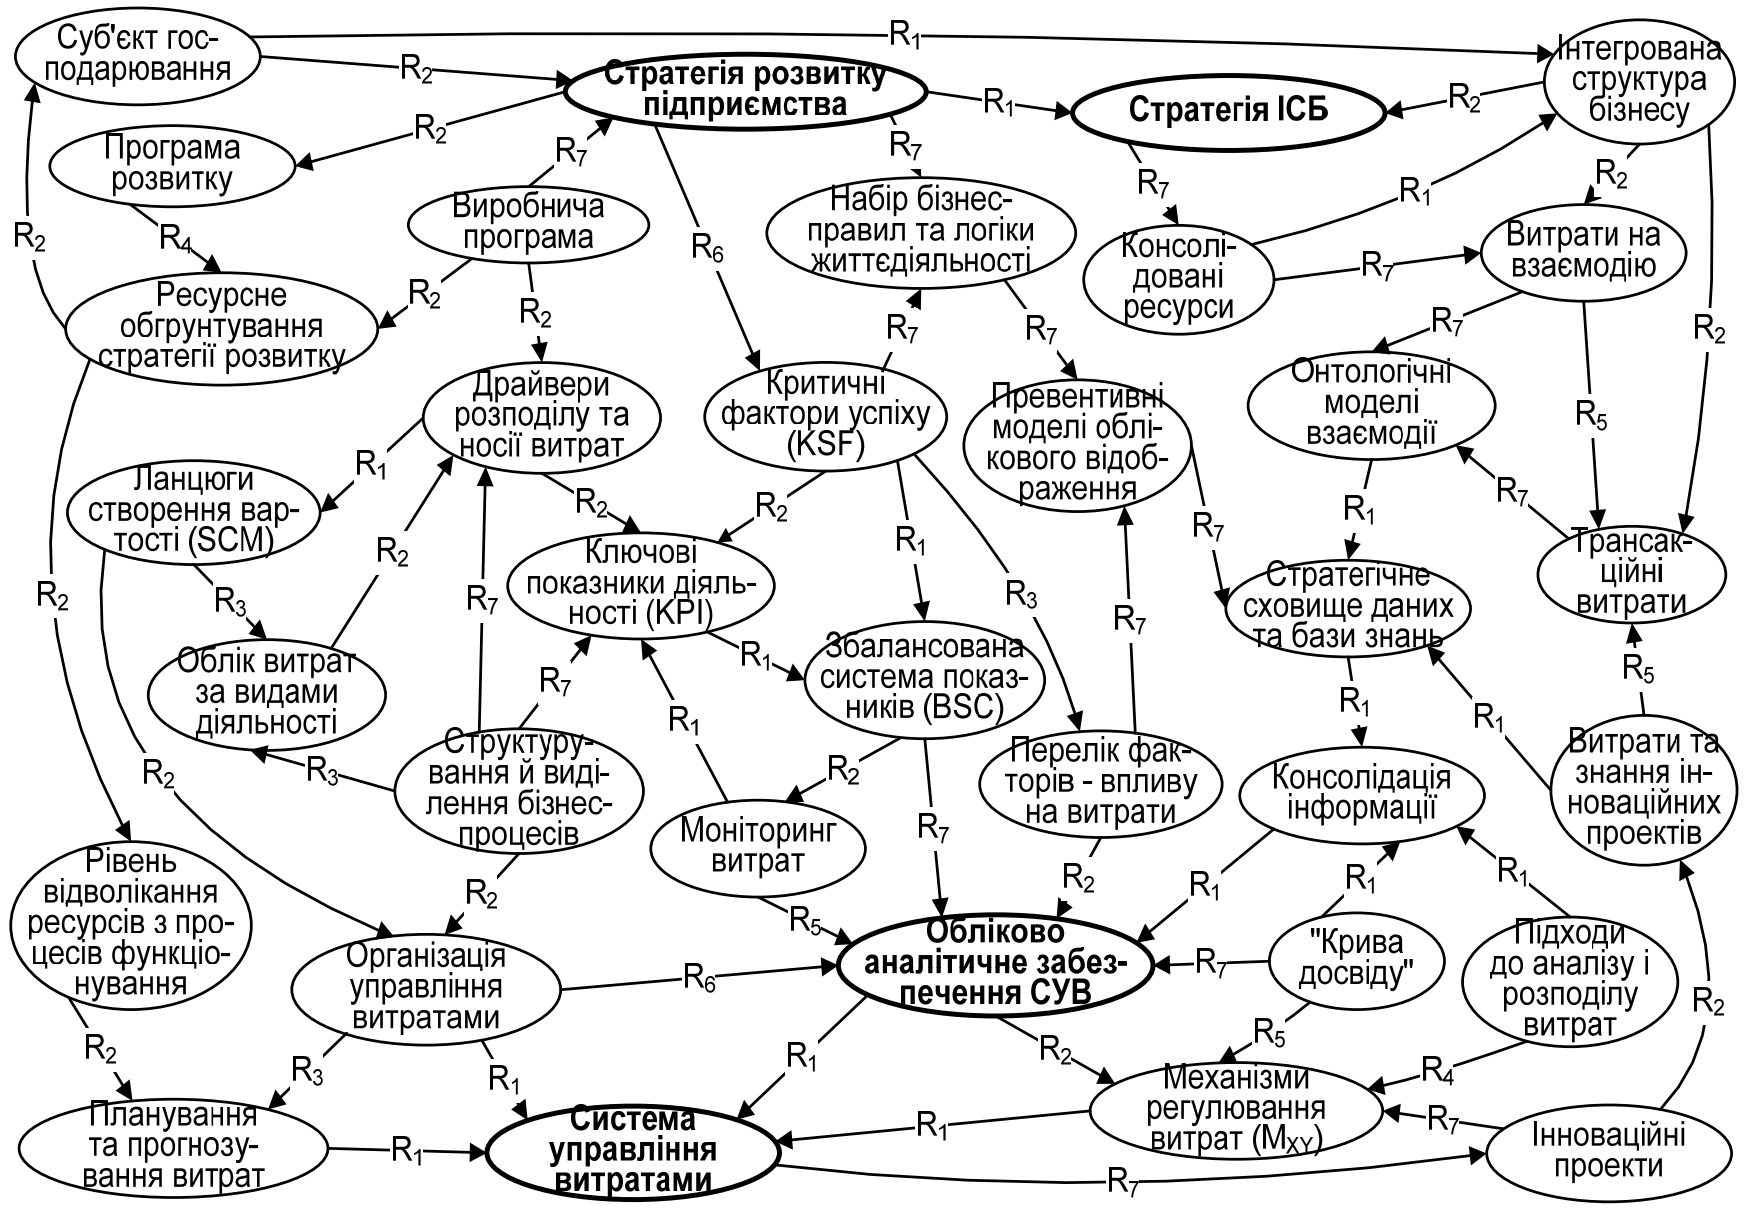 Суб'єкт гос-
подарювання
R1
R2
Стратегія розвитку
підприємства
R1
Стратегія ІСБ
R2
Інтегрована
структура
бізнесу
R2
Програма
розвитку
R7
R7
R7
R1
R2
R2
R4
Виробнича
програма
R6
Набір бізнес-
правил та логіки
життєдіяльності
Консолі-
довані
ресурси
R7
Витрати на
взаємодію
R2
Ресурсне
обгрунтування
стратегії розвитку
R2
R2
R7
R7
R7
R2
Драйвери
розподілу та
носії витрат
Критичні
фактори успіху
(KSF)
Превентивні
моделі облі-
кового відоб-
раження
Онтологічні
моделі
взаємодії
R5
R1
Ланцюги
створення вар-
тості (SCM)
R2
R2
R7
R1
R7
R2
R1
R7
Ключові
показники діяль-
ності (KPI)
Стратегічне
сховище даних
та бази знань
Трансак-
ційні
витрати
R2
R3
R7
R3
R7
Облік витрат
за видами
діяльності
R7
R1
Збалансована
система показ-
ників (BSC)
R1
R1
R1
R5
R2
R3
Структуру-
вання й виді-
лення бізнес-
процесів
R2
Перелік фак-
торів - впливу
на витрати
Консолідація
інформації
Витрати та
знання ін-
новаційних
проектів
Моніторинг
витрат
R7
Рівень
відволікання
ресурсів з про-
цесів функціо-
нування
R2
R5
R2
R1
R1
R1
Організація
управління
витратами
R6
Обліково
аналітичне забез-
печення СУВ
R7
"Крива
досвіду"
Підходи
до аналізу і
розподілу
витрат
R2
R2
R3
R1
R1
R2
R5
R4
Планування
та прогнозу-
вання витрат
R1
Система
управління
витратами
R1
Механізми
регулювання
витрат (MXY)
R7
Інноваційні
проекти
R7